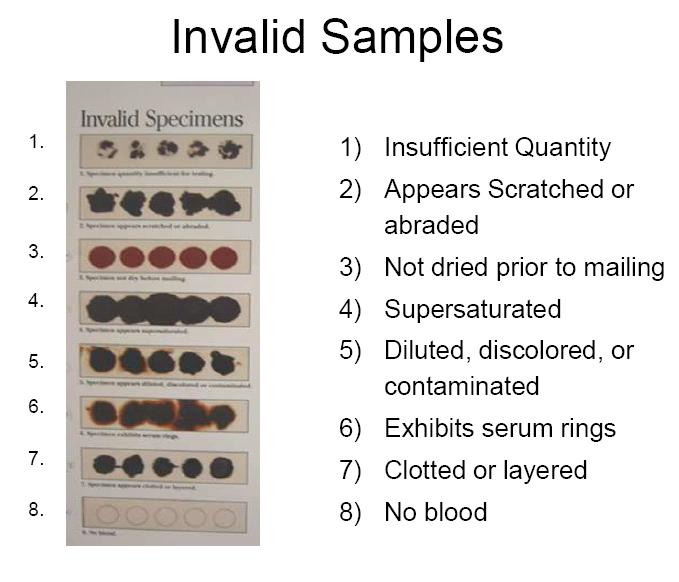 Invalid Samples
Invalid Specimens
1.
1. Specimen quantity insufficient for testing.
2.
2. Specimen appears scratched or abraded.
3.
3. Specimen not dry before mailing.
4.
4. Specimen appears supersaturated.
5.
5. Specimen appears diluted, discolored or contaminated.
6.
6. Specimen exhibits serum rings.
7.
7. Specimen appears clotted or layered.
8.
8. No blood.
1) Insufficient Quantity
2) Appears Scratched or
abraded
3) Not dried prior to mailing
4) Supersaturated
5) Diluted, discolored, or
contaminated
6) Exhibits serum rings
7) Clotted or layered
8) No blood